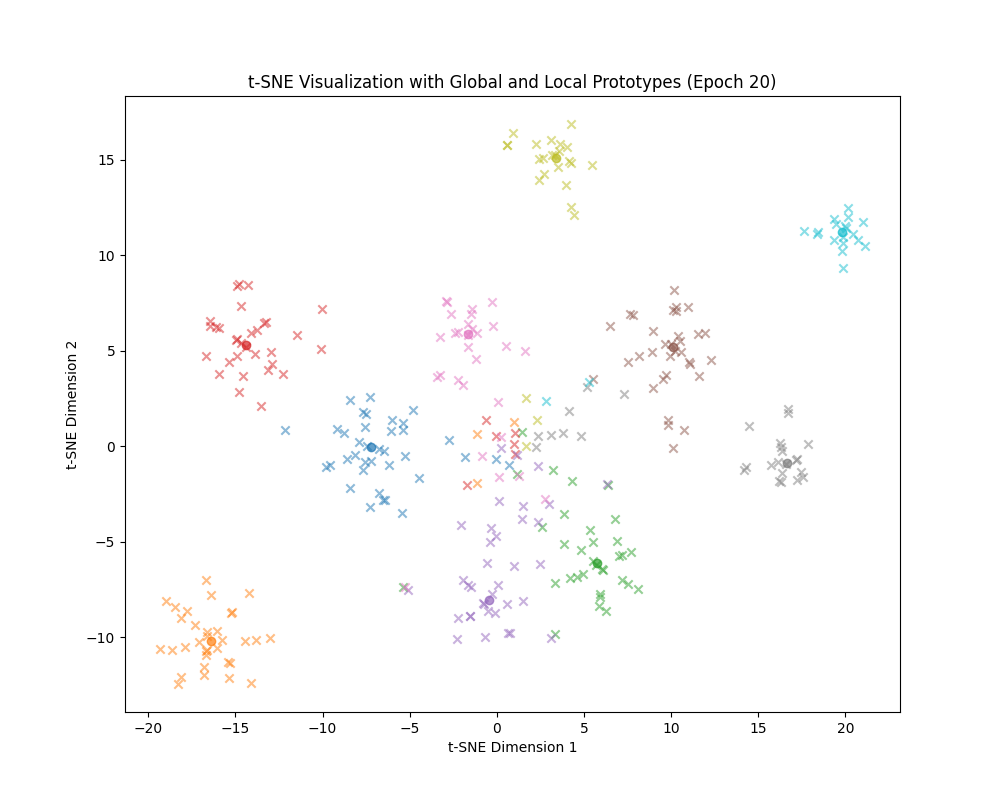 t-SNE Visualization with Global and Local Prototypes (Epoch 20)
t-SNE Dimension 2
15
10
5
0
−5
−10
−20 −15 −10 −5 0 5 10 15 20
t-SNE Dimension 1